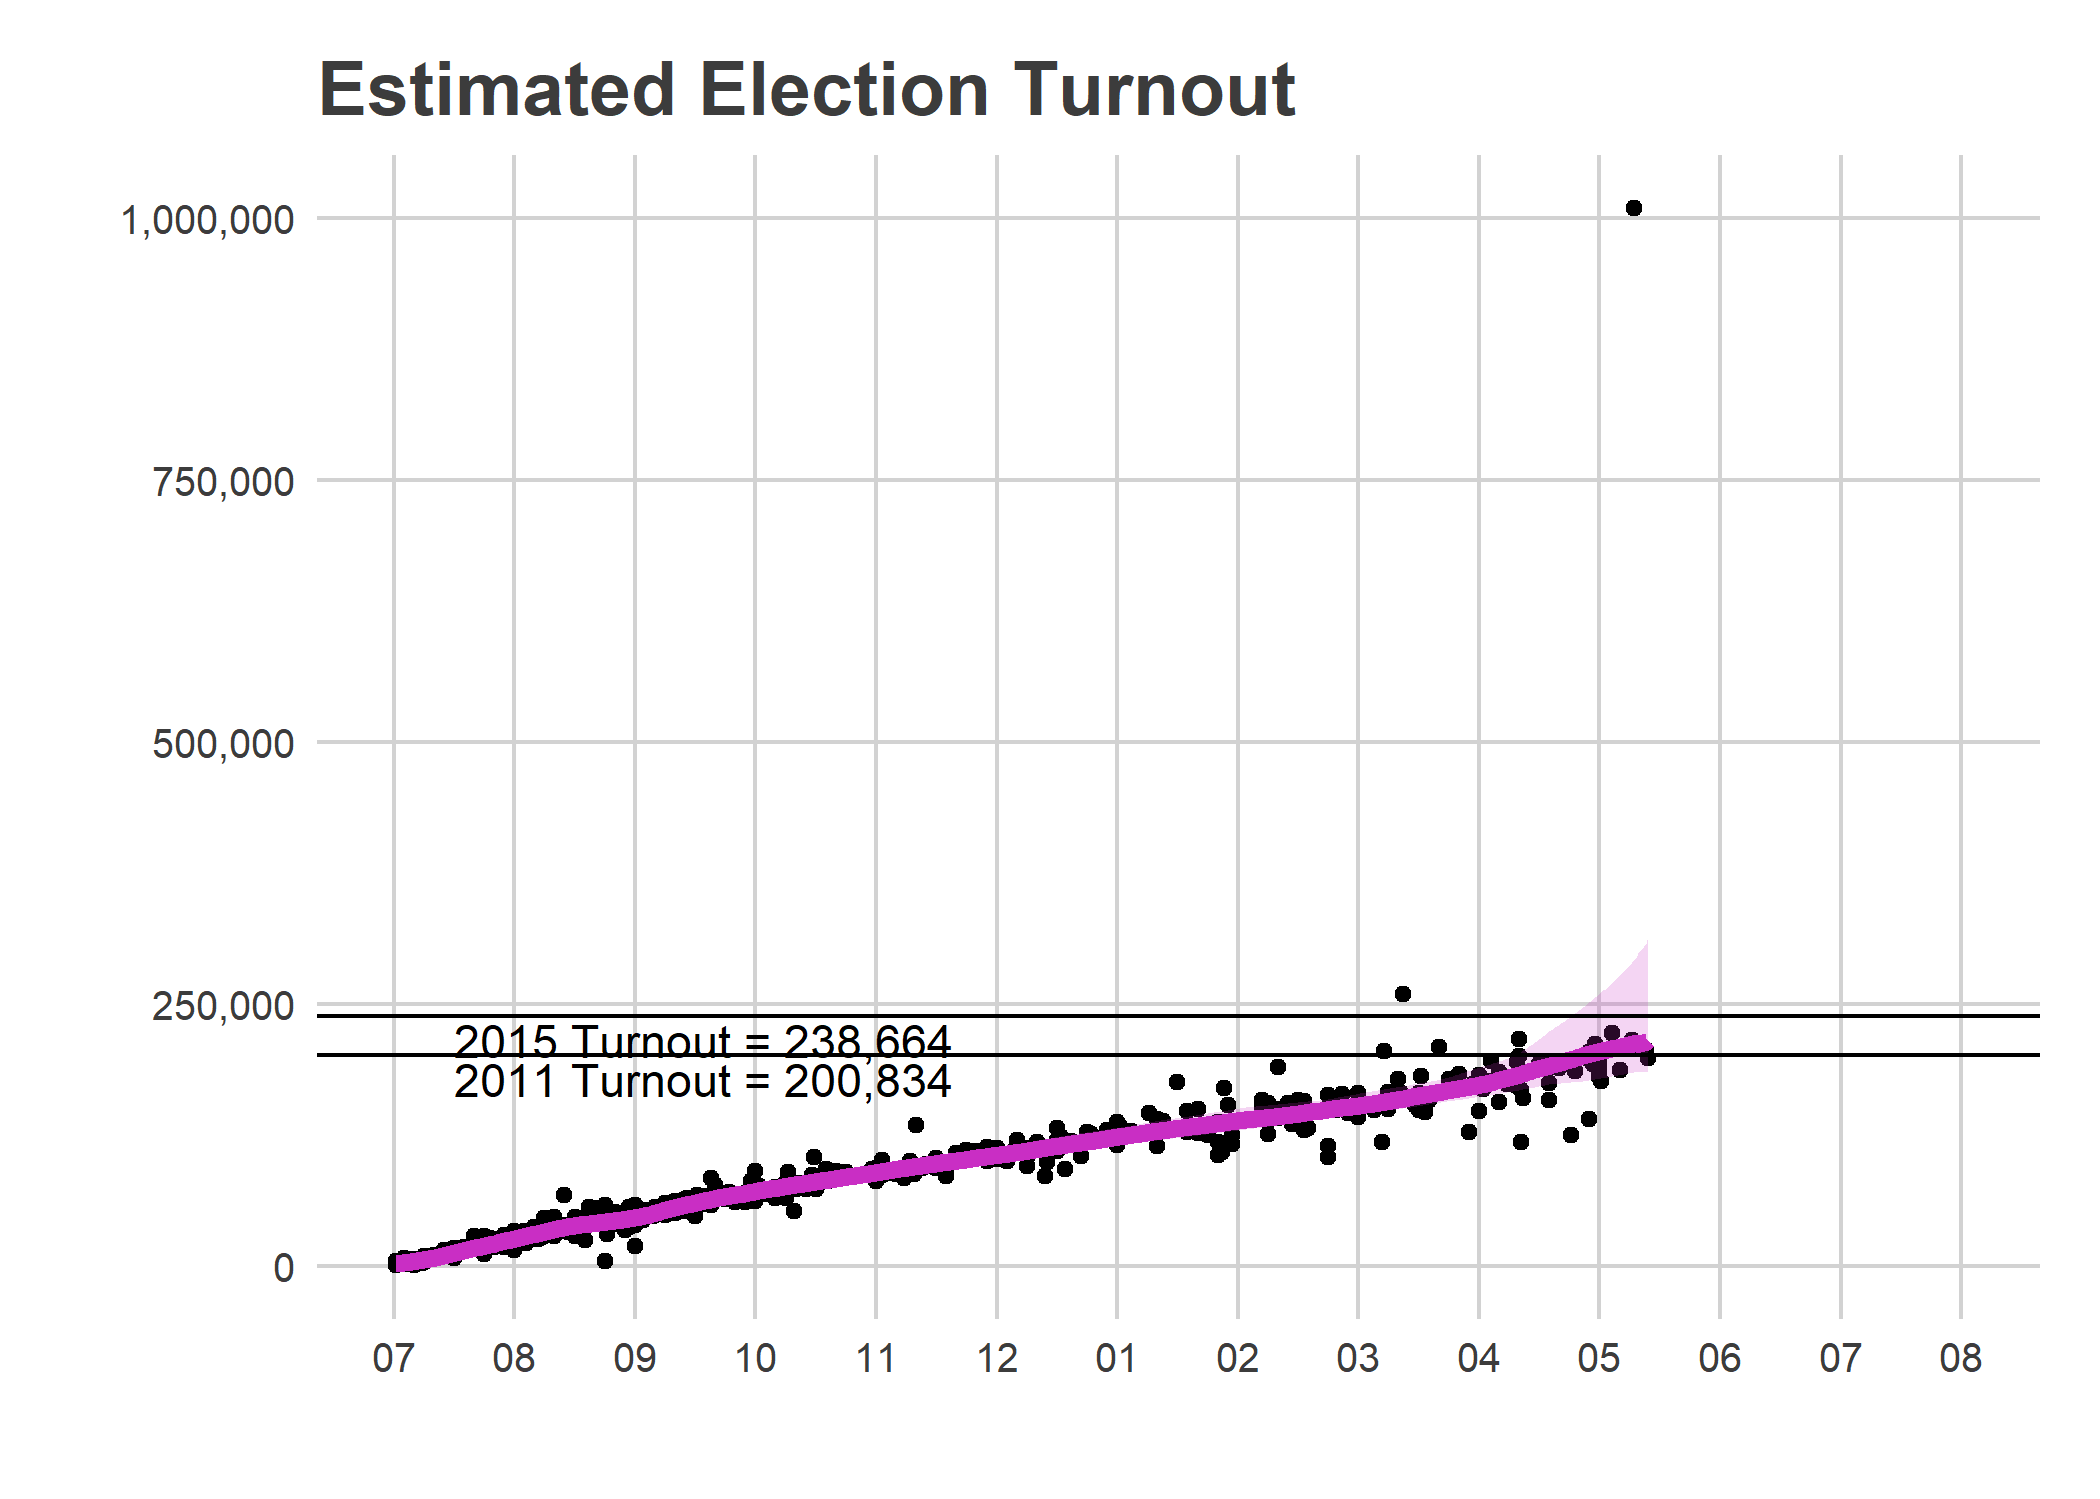 Estimated Election Turnout
1,000,000
750,000
500,000
250,000
2015 Turnout = 238,664
2011 Turnout = 200,834
0
07 08 09 10 11 12 01 02 03 04 05 06 07 08